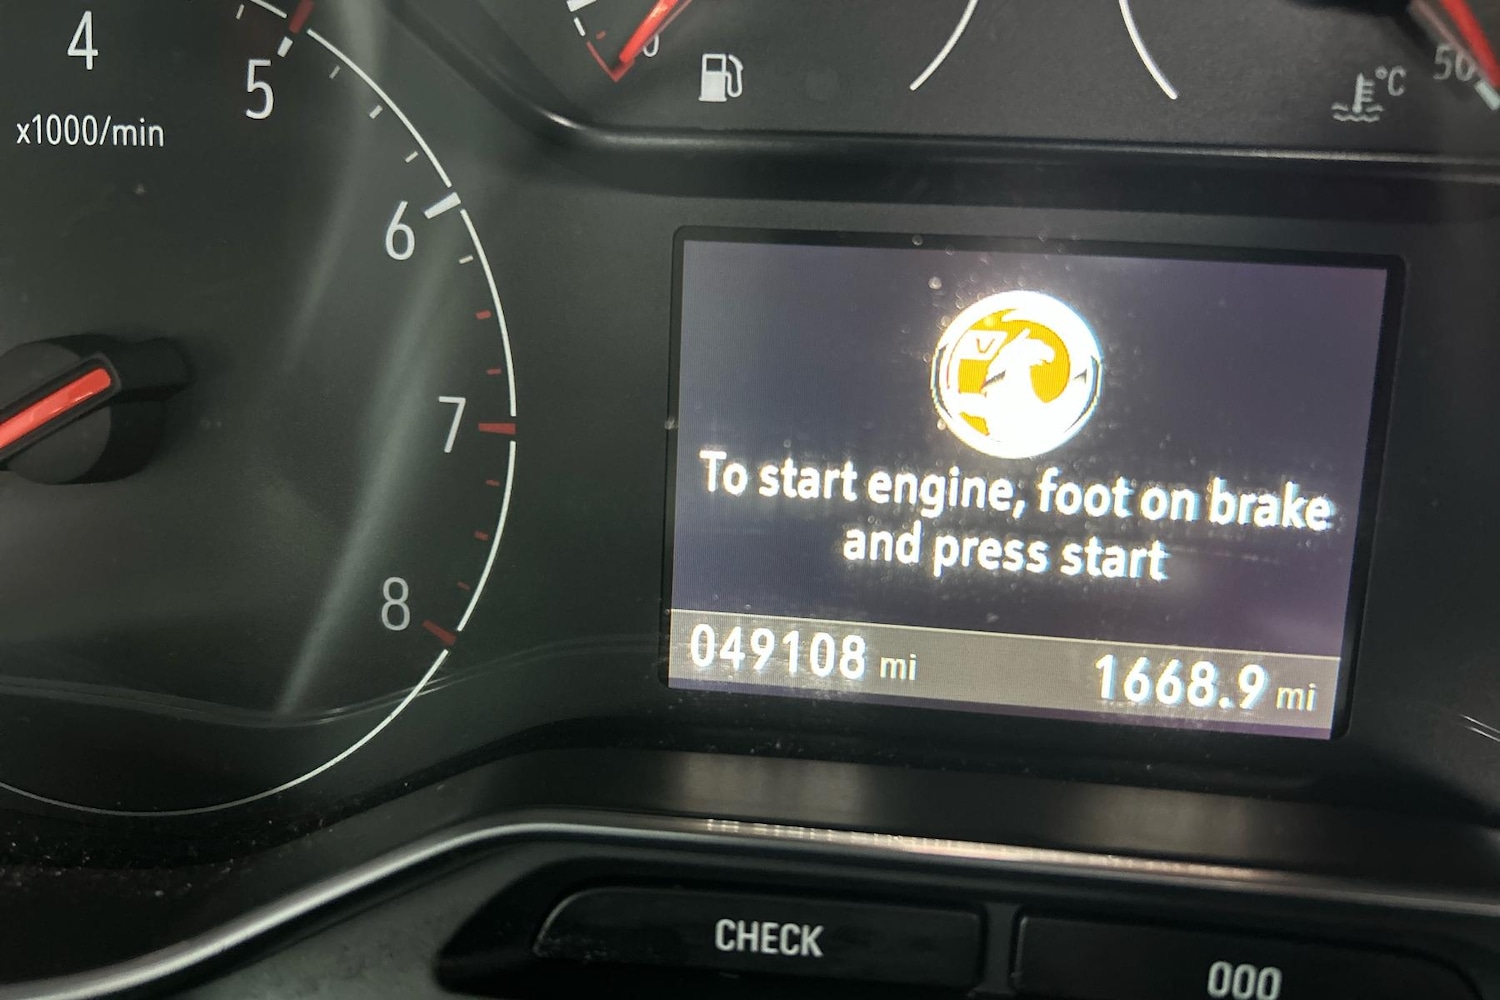 4
5
x1000/min
6
7
8
0
°C
50
V
To start engine, foot on brake
and press start
049108 mi
1668.9 mi
CHECK
000